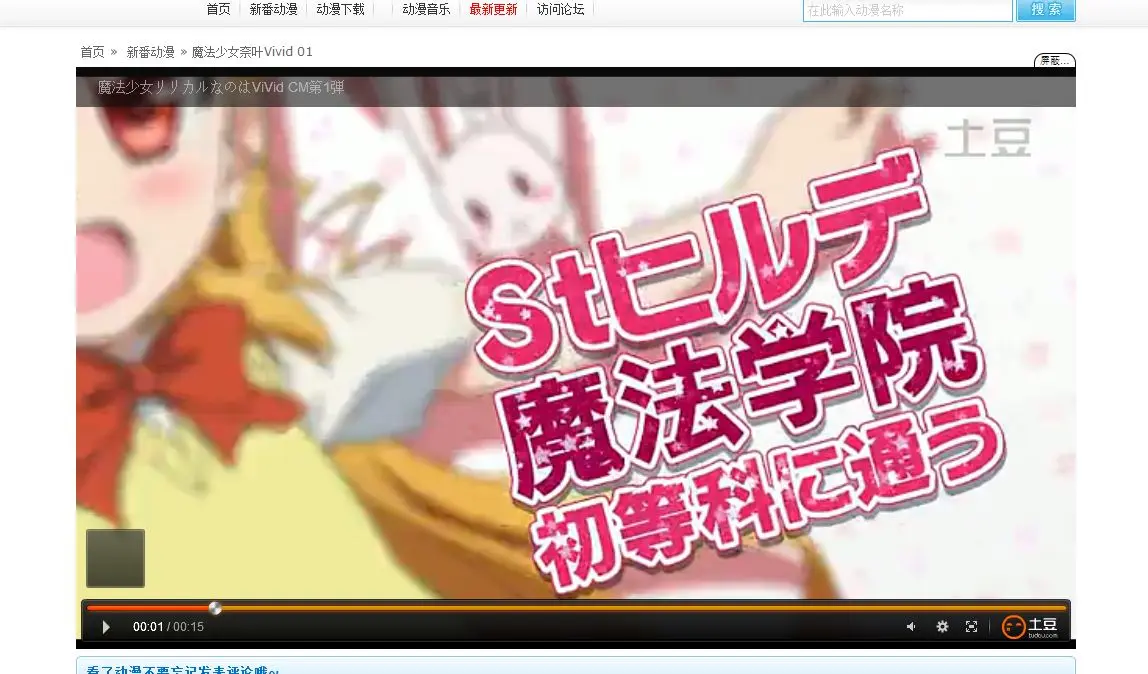 首页 新番动漫 动漫下载 动漫音乐 最新更新 访问论坛 在此输入动漫名称 搜 索
首页 » 新番动漫 » 魔法少女奈叶Vivid 01
屏蔽...
魔法少女リリカルなのはViVid CM第1弾
土豆
Stヒルデ
魔法学院
初等科に通う
00:01 / 00:15
土豆
tudou.com
看了动漫不要忘记发表评论哦